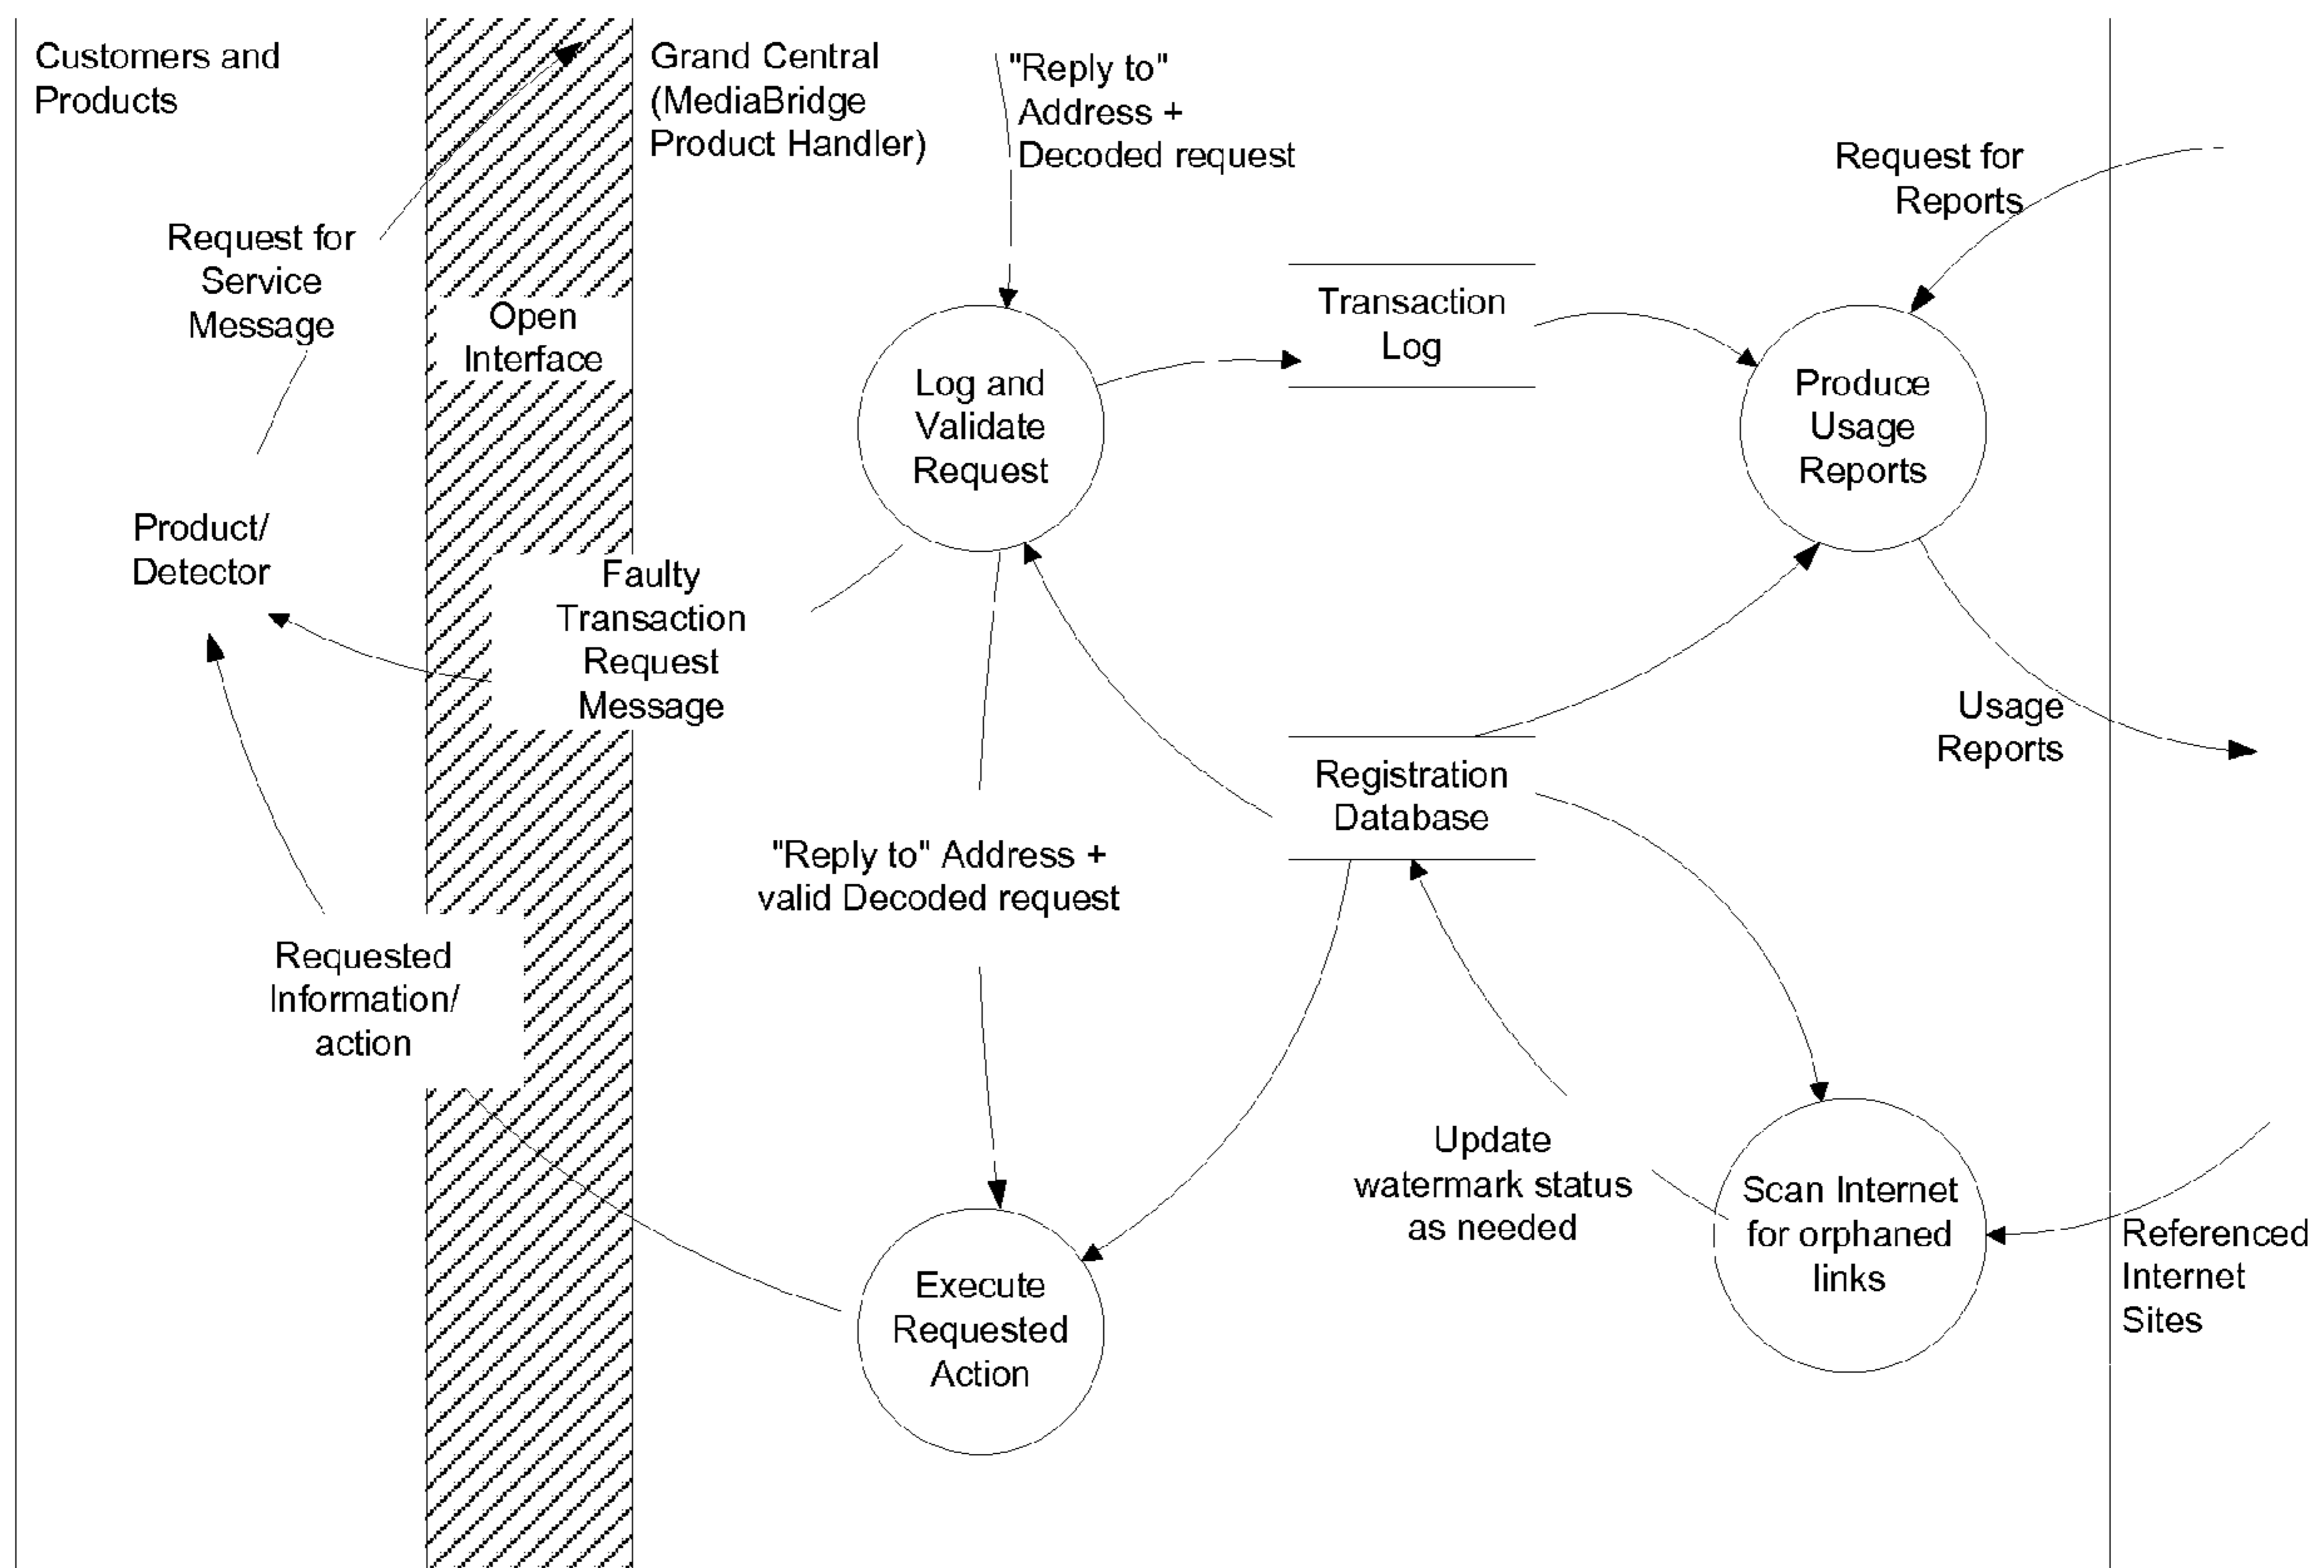 Customers and
Products
Grand Central
(MediaBridge
Product Handler)
"Reply to"
Address +
Decoded request
Request for
Reports
Request for
Service
Message
Open
Interface
Transaction
Log
Log and
Validate
Request
Produce
Usage
Reports
Product/
Detector
Faulty
Transaction
Request
Message
Usage
Reports
Registration
Database
"Reply to" Address +
valid Decoded request
Requested
Information/
action
Update
watermark status
as needed
Scan Internet
for orphaned
links
Referenced
Internet
Sites
Execute
Requested
Action